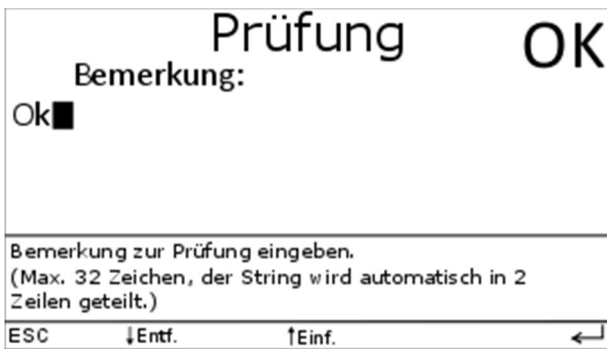 Prüfung OK
Bemerkung:
Ok
Bemerkung zur Prüfung eingeben.
(Max. 32 Zeichen, der String wird automatisch in 2
Zeilen geteilt.)
ESC ↓Entf. ↑Einf. ↵